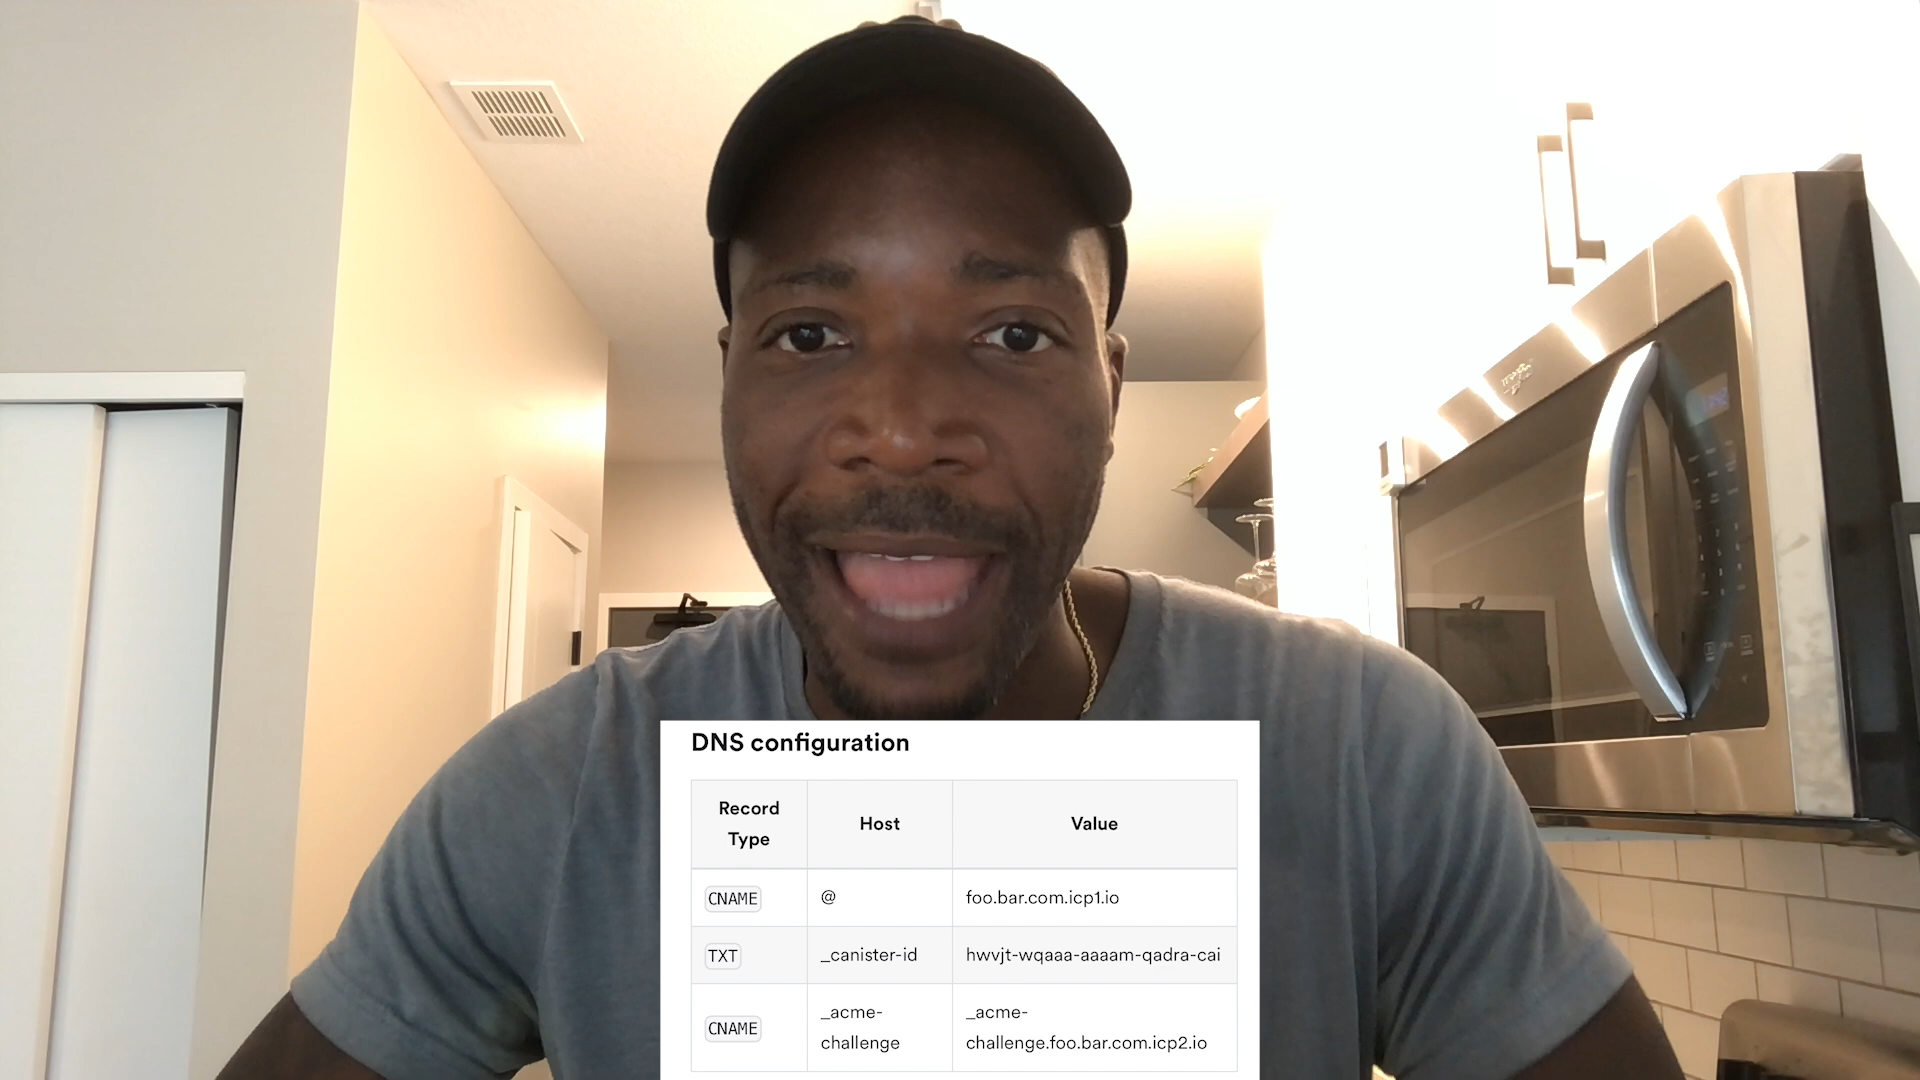 DNS configuration
Record Type Host Value
CNAME @ foo.bar.com.icp1.io
TXT _canister-id hwvjt-wqaaa-aaaam-qadra-cai
CNAME _acme-challenge _acme-challenge.foo.bar.com.icp2.io